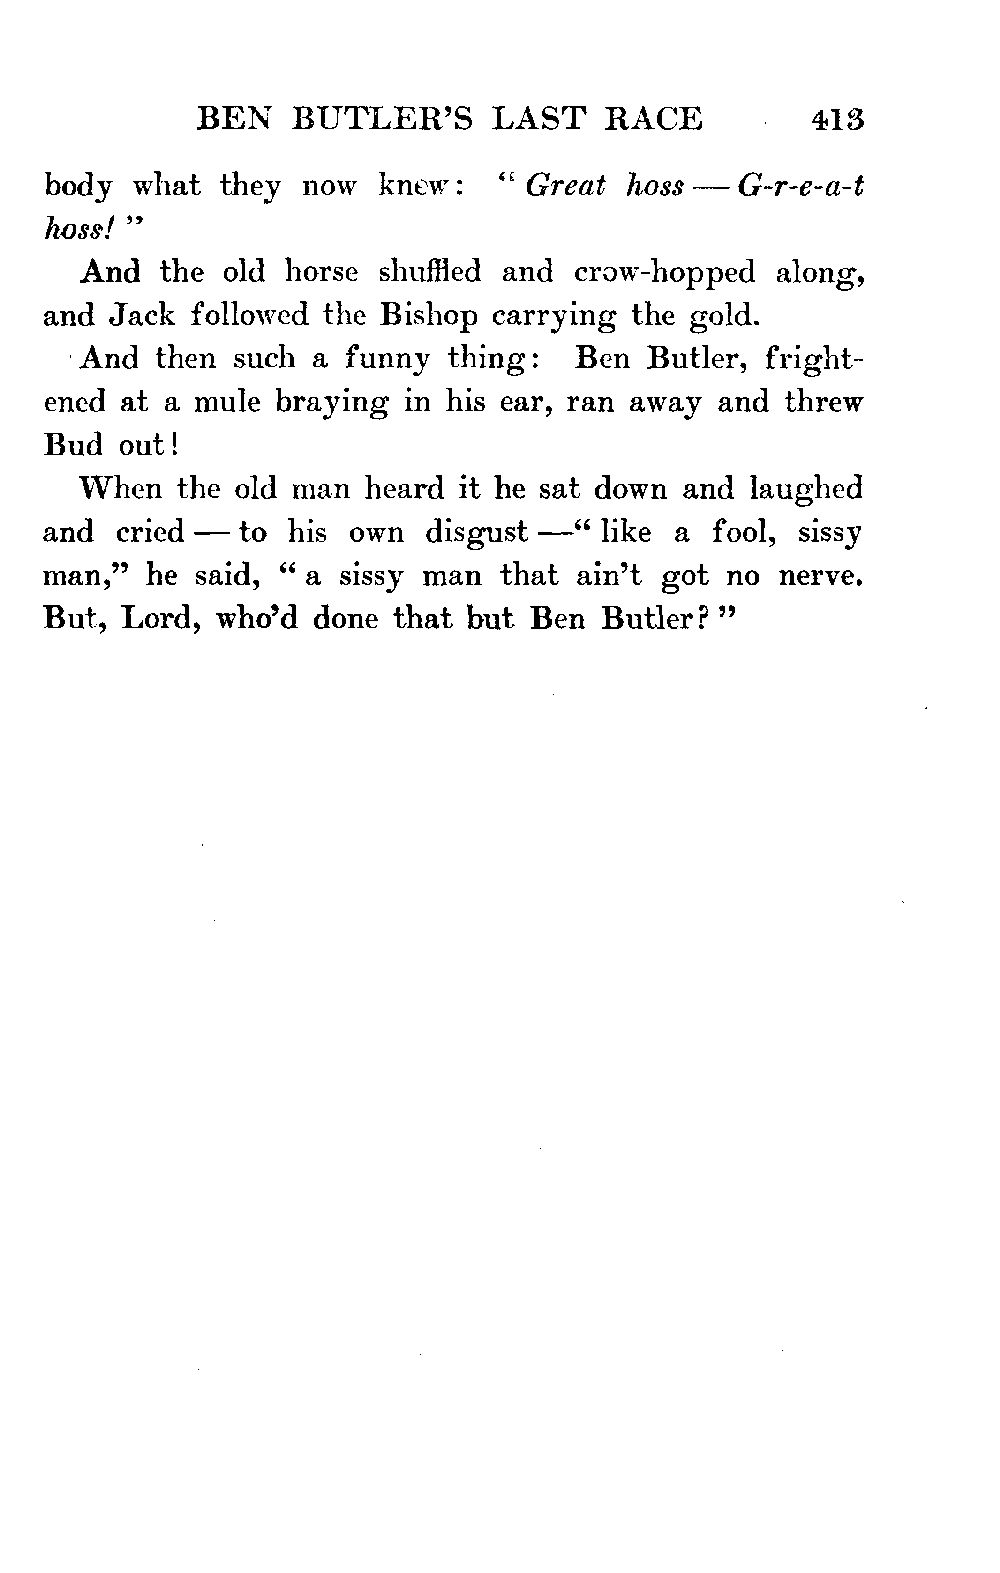 BEN BUTLER'S LAST RACE 413
body what they now knew: "Great hoss — G-r-e-a-t
hoss!"
And the old horse shuffled and crow-hopped along,
and Jack followed the Bishop carrying the gold.
And then such a funny thing: Ben Butler, fright-
ened at a mule braying in his ear, ran away and threw
Bud out!
When the old man heard it he sat down and laughed
and cried — to his own disgust —"like a fool, sissy
man," he said, "a sissy man that ain't got no nerve.
But, Lord, who'd done that but Ben Butler?"